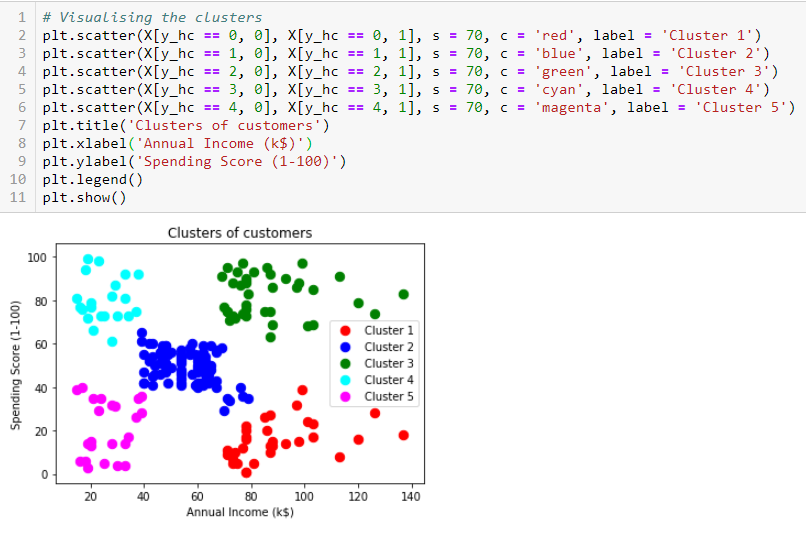 1 # Visualising the clusters
2 plt.scatter(X[y_hc == 0, 0], X[y_hc == 0, 1], s = 70, c = 'red', label = 'Cluster 1')
3 plt.scatter(X[y_hc == 1, 0], X[y_hc == 1, 1], s = 70, c = 'blue', label = 'Cluster 2')
4 plt.scatter(X[y_hc == 2, 0], X[y_hc == 2, 1], s = 70, c = 'green', label = 'Cluster 3')
5 plt.scatter(X[y_hc == 3, 0], X[y_hc == 3, 1], s = 70, c = 'cyan', label = 'Cluster 4')
6 plt.scatter(X[y_hc == 4, 0], X[y_hc == 4, 1], s = 70, c = 'magenta', label = 'Cluster 5')
7 plt.title('Clusters of customers')
8 plt.xlabel('Annual Income (k$)')
9 plt.ylabel('Spending Score (1-100)')
10 plt.legend()
11 plt.show()
Clusters of customers
Spending Score (1-100)
100
80
60
40
20
0
Cluster 1
Cluster 2
Cluster 3
Cluster 4
Cluster 5
20 40 60 80 100 120 140
Annual Income (k$)